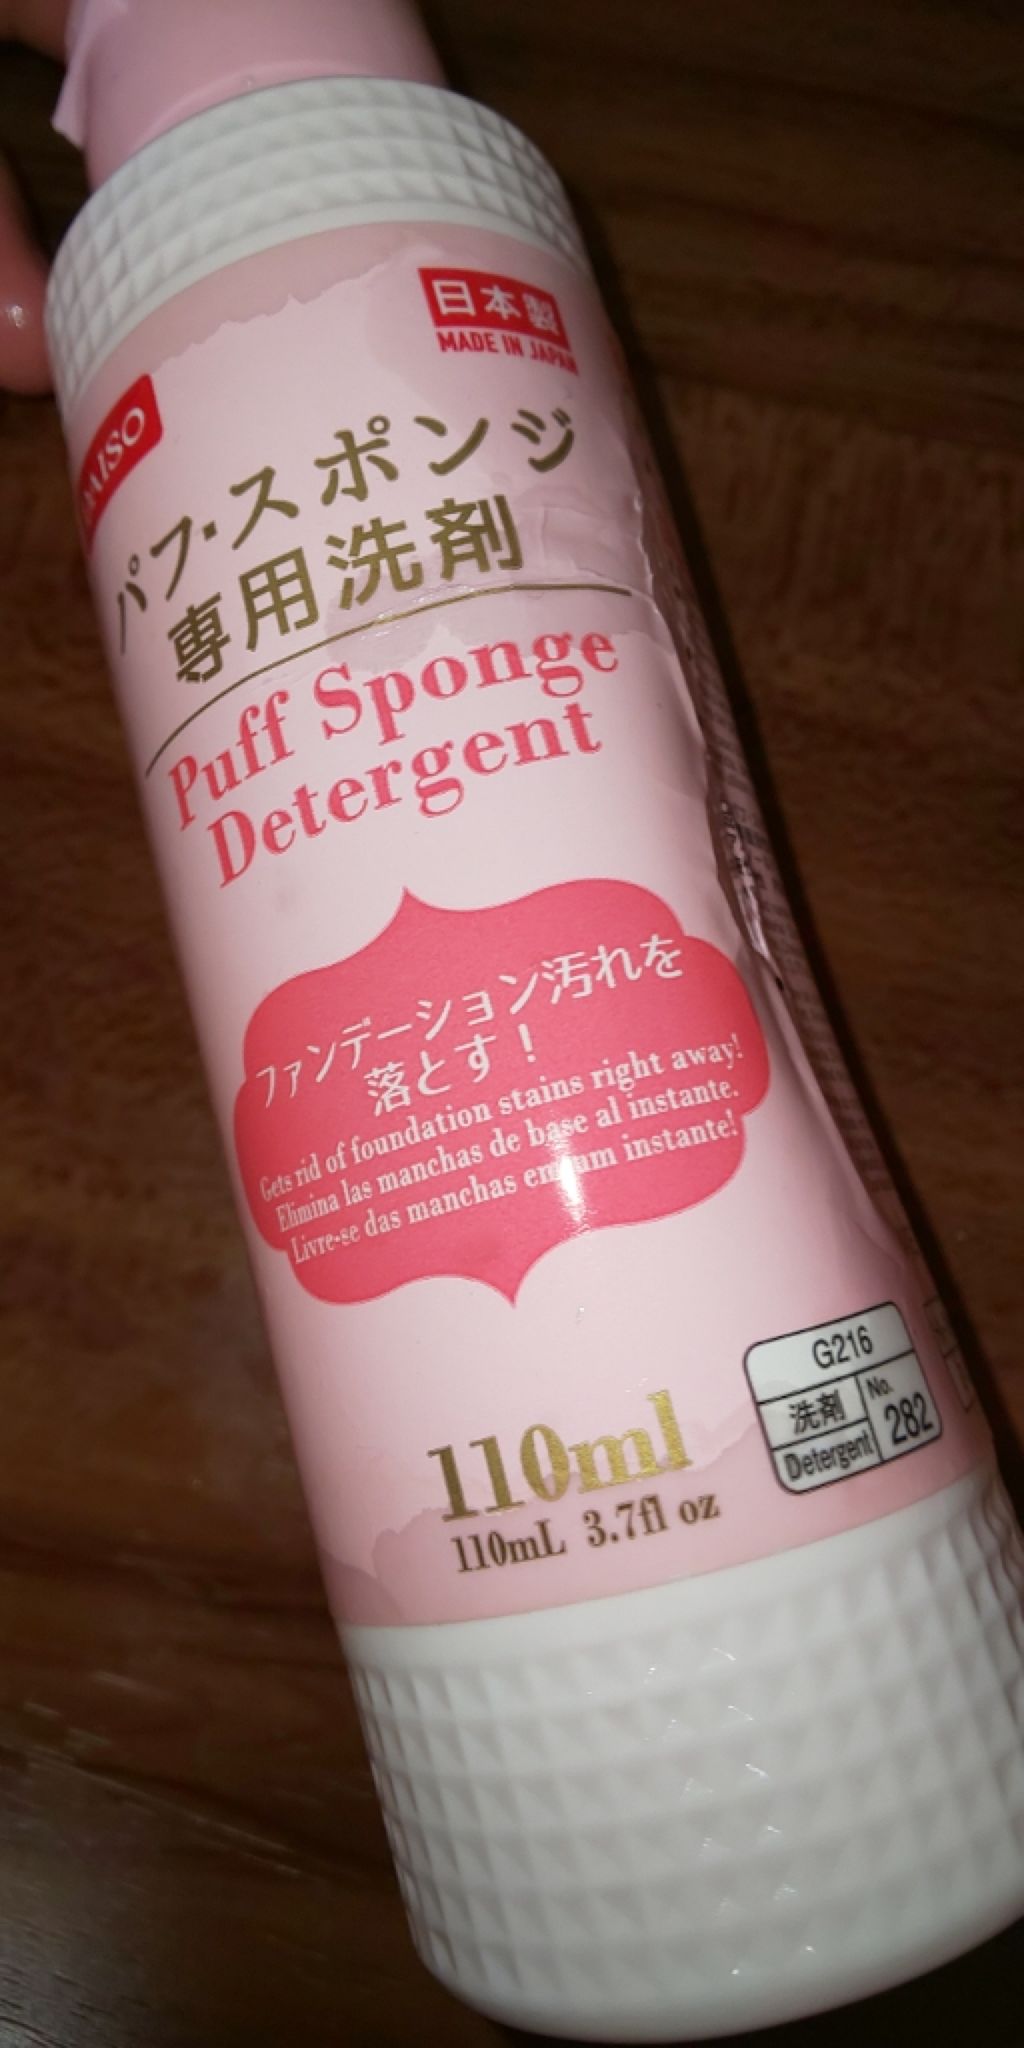 日本製
MADE IN JAPAN
DAISO
パフ・スポンジ
専用洗剤
Puff Sponge
Detergent
ファンデーション汚れを
落とす！
Gets rid of foundation stains right away!
Elimina las manchas de base al instante.
Livre-se das manchas em um instante!
110ml
110mL 3.7fl oz
G216
洗剤
No.
282
Detergent